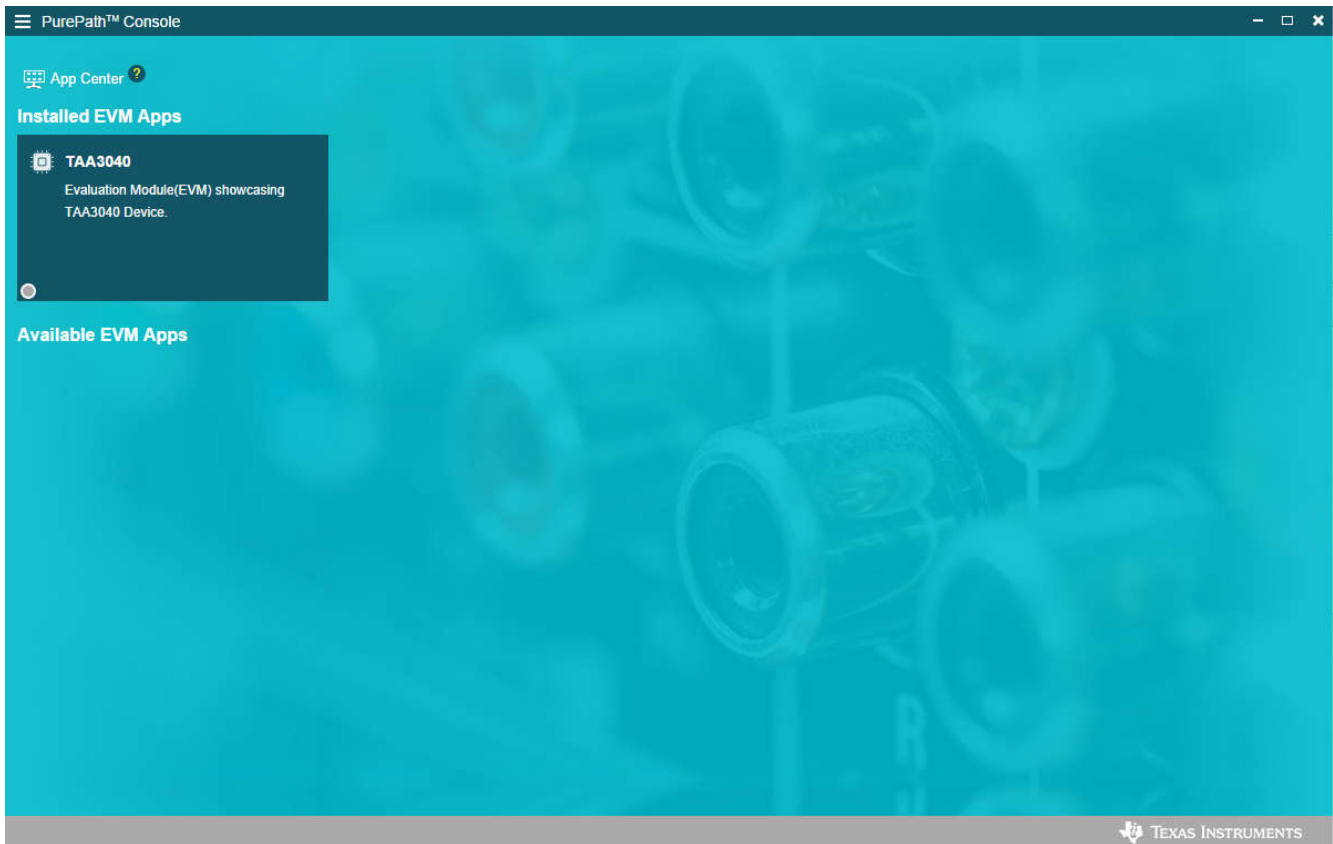 PurePath™ Console
App Center ?
Installed EVM Apps
TAA3040
Evaluation Module(EVM) showcasing
TAA3040 Device.
Available EVM Apps
R
TEXAS INSTRUMENTS